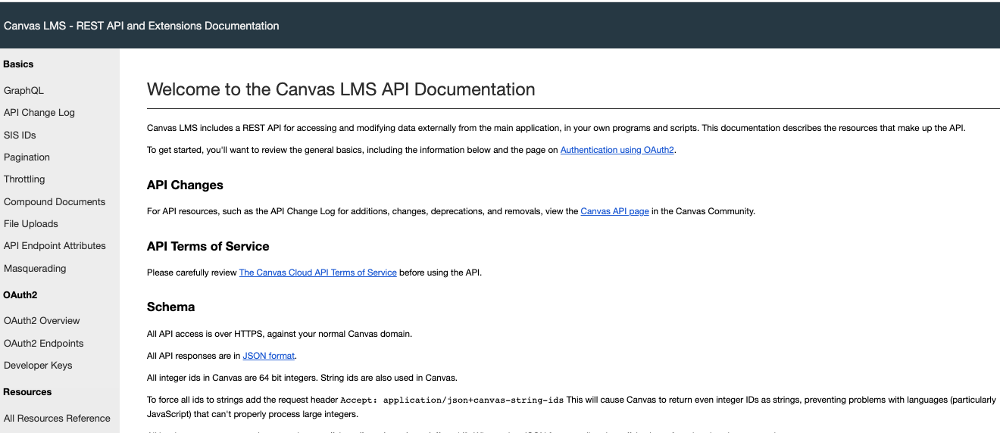 Canvas LMS - REST API and Extensions Documentation
Basics
GraphQL
API Change Log
SIS IDs
Pagination
Throttling
Compound Documents
File Uploads
API Endpoint Attributes
Masquerading
OAuth2
OAuth2 Overview
OAuth2 Endpoints
Developer Keys
Resources
All Resources Reference
Welcome to the Canvas LMS API Documentation
Canvas LMS includes a REST API for accessing and modifying data externally from the main application, in your own programs and scripts. This documentation describes the resources that make up the API.
To get started, you'll want to review the general basics, including the information below and the page on Authentication using OAuth2.
API Changes
For API resources, such as the API Change Log for additions, changes, deprecations, and removals, view the Canvas API page in the Canvas Community.
API Terms of Service
Please carefully review The Canvas Cloud API Terms of Service before using the API.
Schema
All API access is over HTTPS, against your normal Canvas domain.
All API responses are in JSON format.
All integer ids in Canvas are 64 bit integers. String ids are also used in Canvas.
To force all ids to strings add the request header Accept: application/json+canvas-string-ids This will cause Canvas to return even integer IDs as strings, preventing problems with languages (particularly
JavaScript) that can't properly process large integers.